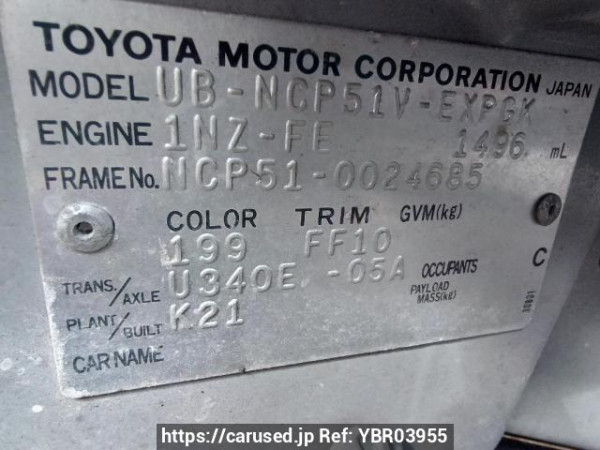 TOYOTA MOTOR CORPORATION JAPAN
MODEL UB-NCP51V-EXPGK
ENGINE 1NZ-FE 1496 mL
FRAME No. NCP51-0024685
COLOR TRIM GVM(kg)
199 FF10
TRANS./AXLE U340E -05A OCCUPANTS C
PAYLOAD MASS(kg)
PLANT/BUILT K21
CAR NAME
https://carused.jp Ref: YBR03955